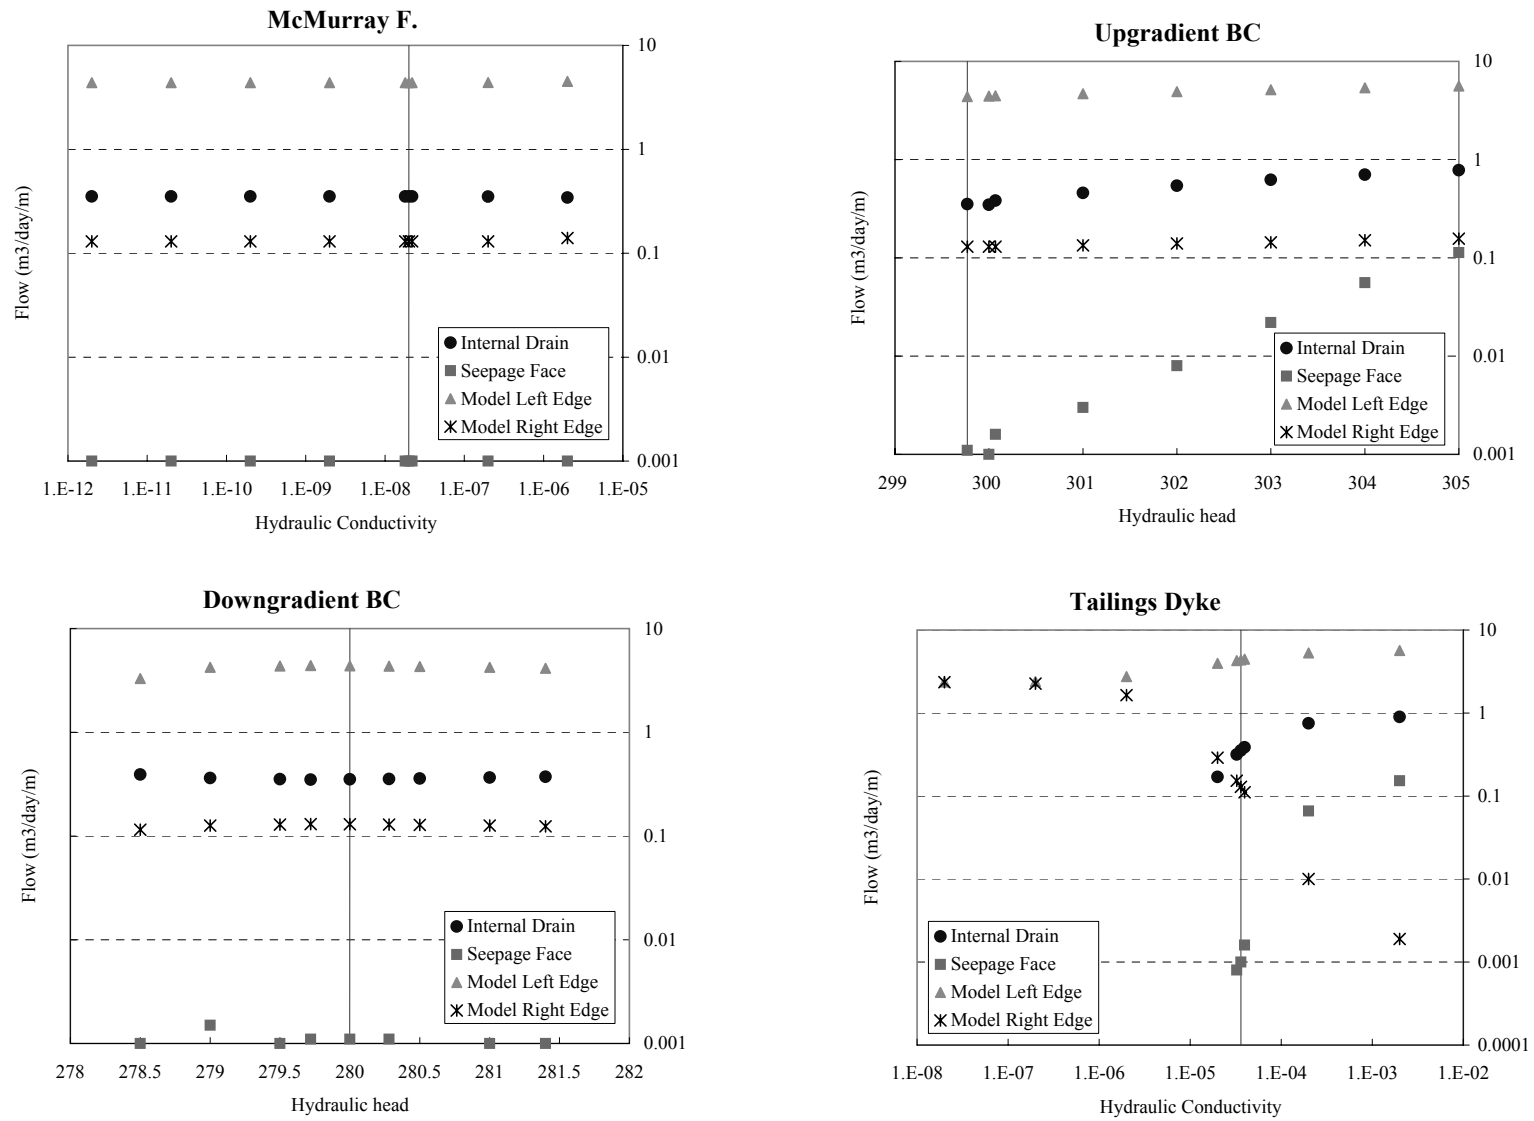 McMurray F.
10
1
0.1
0.01
0.001
Flow (m3/day/m)
Internal Drain
Seepage Face
Model Left Edge
Model Right Edge
1.E-12 1.E-11 1.E-10 1.E-09 1.E-08 1.E-07 1.E-06 1.E-05
Hydraulic Conductivity
Upgradient BC
10
1
0.1
0.01
0.001
Flow (m3/day/m)
Internal Drain
Seepage Face
Model Left Edge
Model Right Edge
299 300 301 302 303 304 305
Hydraulic head
Downgradient BC
10
1
0.1
0.01
0.001
Flow (m3/day/m)
Internal Drain
Seepage Face
Model Left Edge
Model Right Edge
278 278.5 279 279.5 280 280.5 281 281.5 282
Hydraulic head
Tailings Dyke
10
1
0.1
0.01
0.001
0.0001
Flow (m3/day/m)
Internal Drain
Seepage Face
Model Left Edge
Model Right Edge
1.E-08 1.E-07 1.E-06 1.E-05 1.E-04 1.E-03 1.E-02
Hydraulic Conductivity